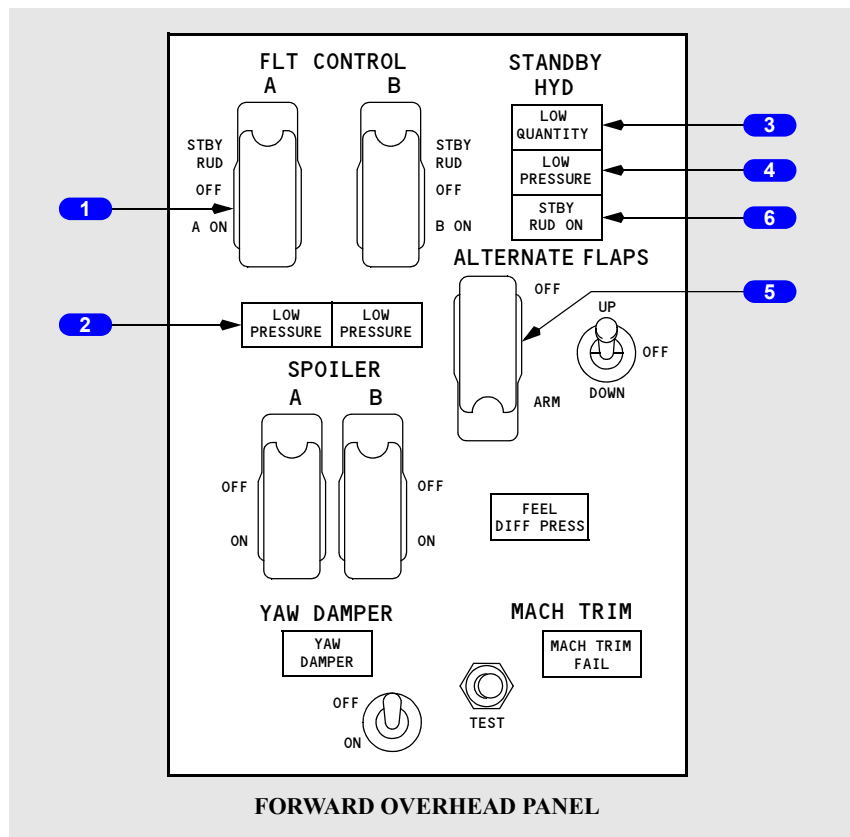 FLT CONTROL
A
B
STANDBY
HYD
LOW
QUANTITY
3
LOW
PRESSURE
4
STBY
RUD ON
6
STBY
RUD
OFF
A ON
1
STBY
RUD
OFF
B ON
ALTERNATE FLAPS
OFF
5
UP
OFF
DOWN
ARM
2
LOW
PRESSURE
LOW
PRESSURE
SPOILER
A
B
OFF
ON
OFF
ON
FEEL
DIFF PRESS
YAW DAMPER
YAW
DAMPER
OFF
ON
MACH TRIM
MACH TRIM
FAIL
TEST
FORWARD OVERHEAD PANEL